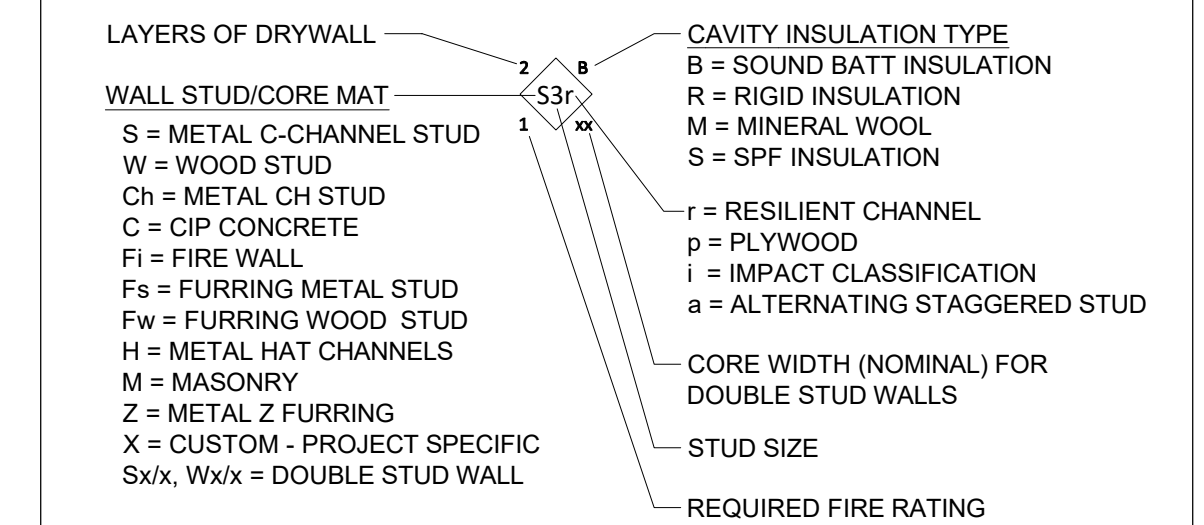 LAYERS OF DRYWALL
WALL STUD/CORE MAT
S = METAL C-CHANNEL STUD
W = WOOD STUD
Ch = METAL CH STUD
C = CIP CONCRETE
Fi = FIRE WALL
Fs = FURRING METAL STUD
Fw = FURRING WOOD STUD
H = METAL HAT CHANNELS
M = MASONRY
Z = METAL Z FURRING
X = CUSTOM - PROJECT SPECIFIC
Sx/x, Wx/x = DOUBLE STUD WALL
2 B
S3r
1 xx
CAVITY INSULATION TYPE
B = SOUND BATT INSULATION
R = RIGID INSULATION
M = MINERAL WOOL
S = SPF INSULATION
r = RESILIENT CHANNEL
p = PLYWOOD
i = IMPACT CLASSIFICATION
a = ALTERNATING STAGGERED STUD
CORE WIDTH (NOMINAL) FOR
DOUBLE STUD WALLS
STUD SIZE
REQUIRED FIRE RATING